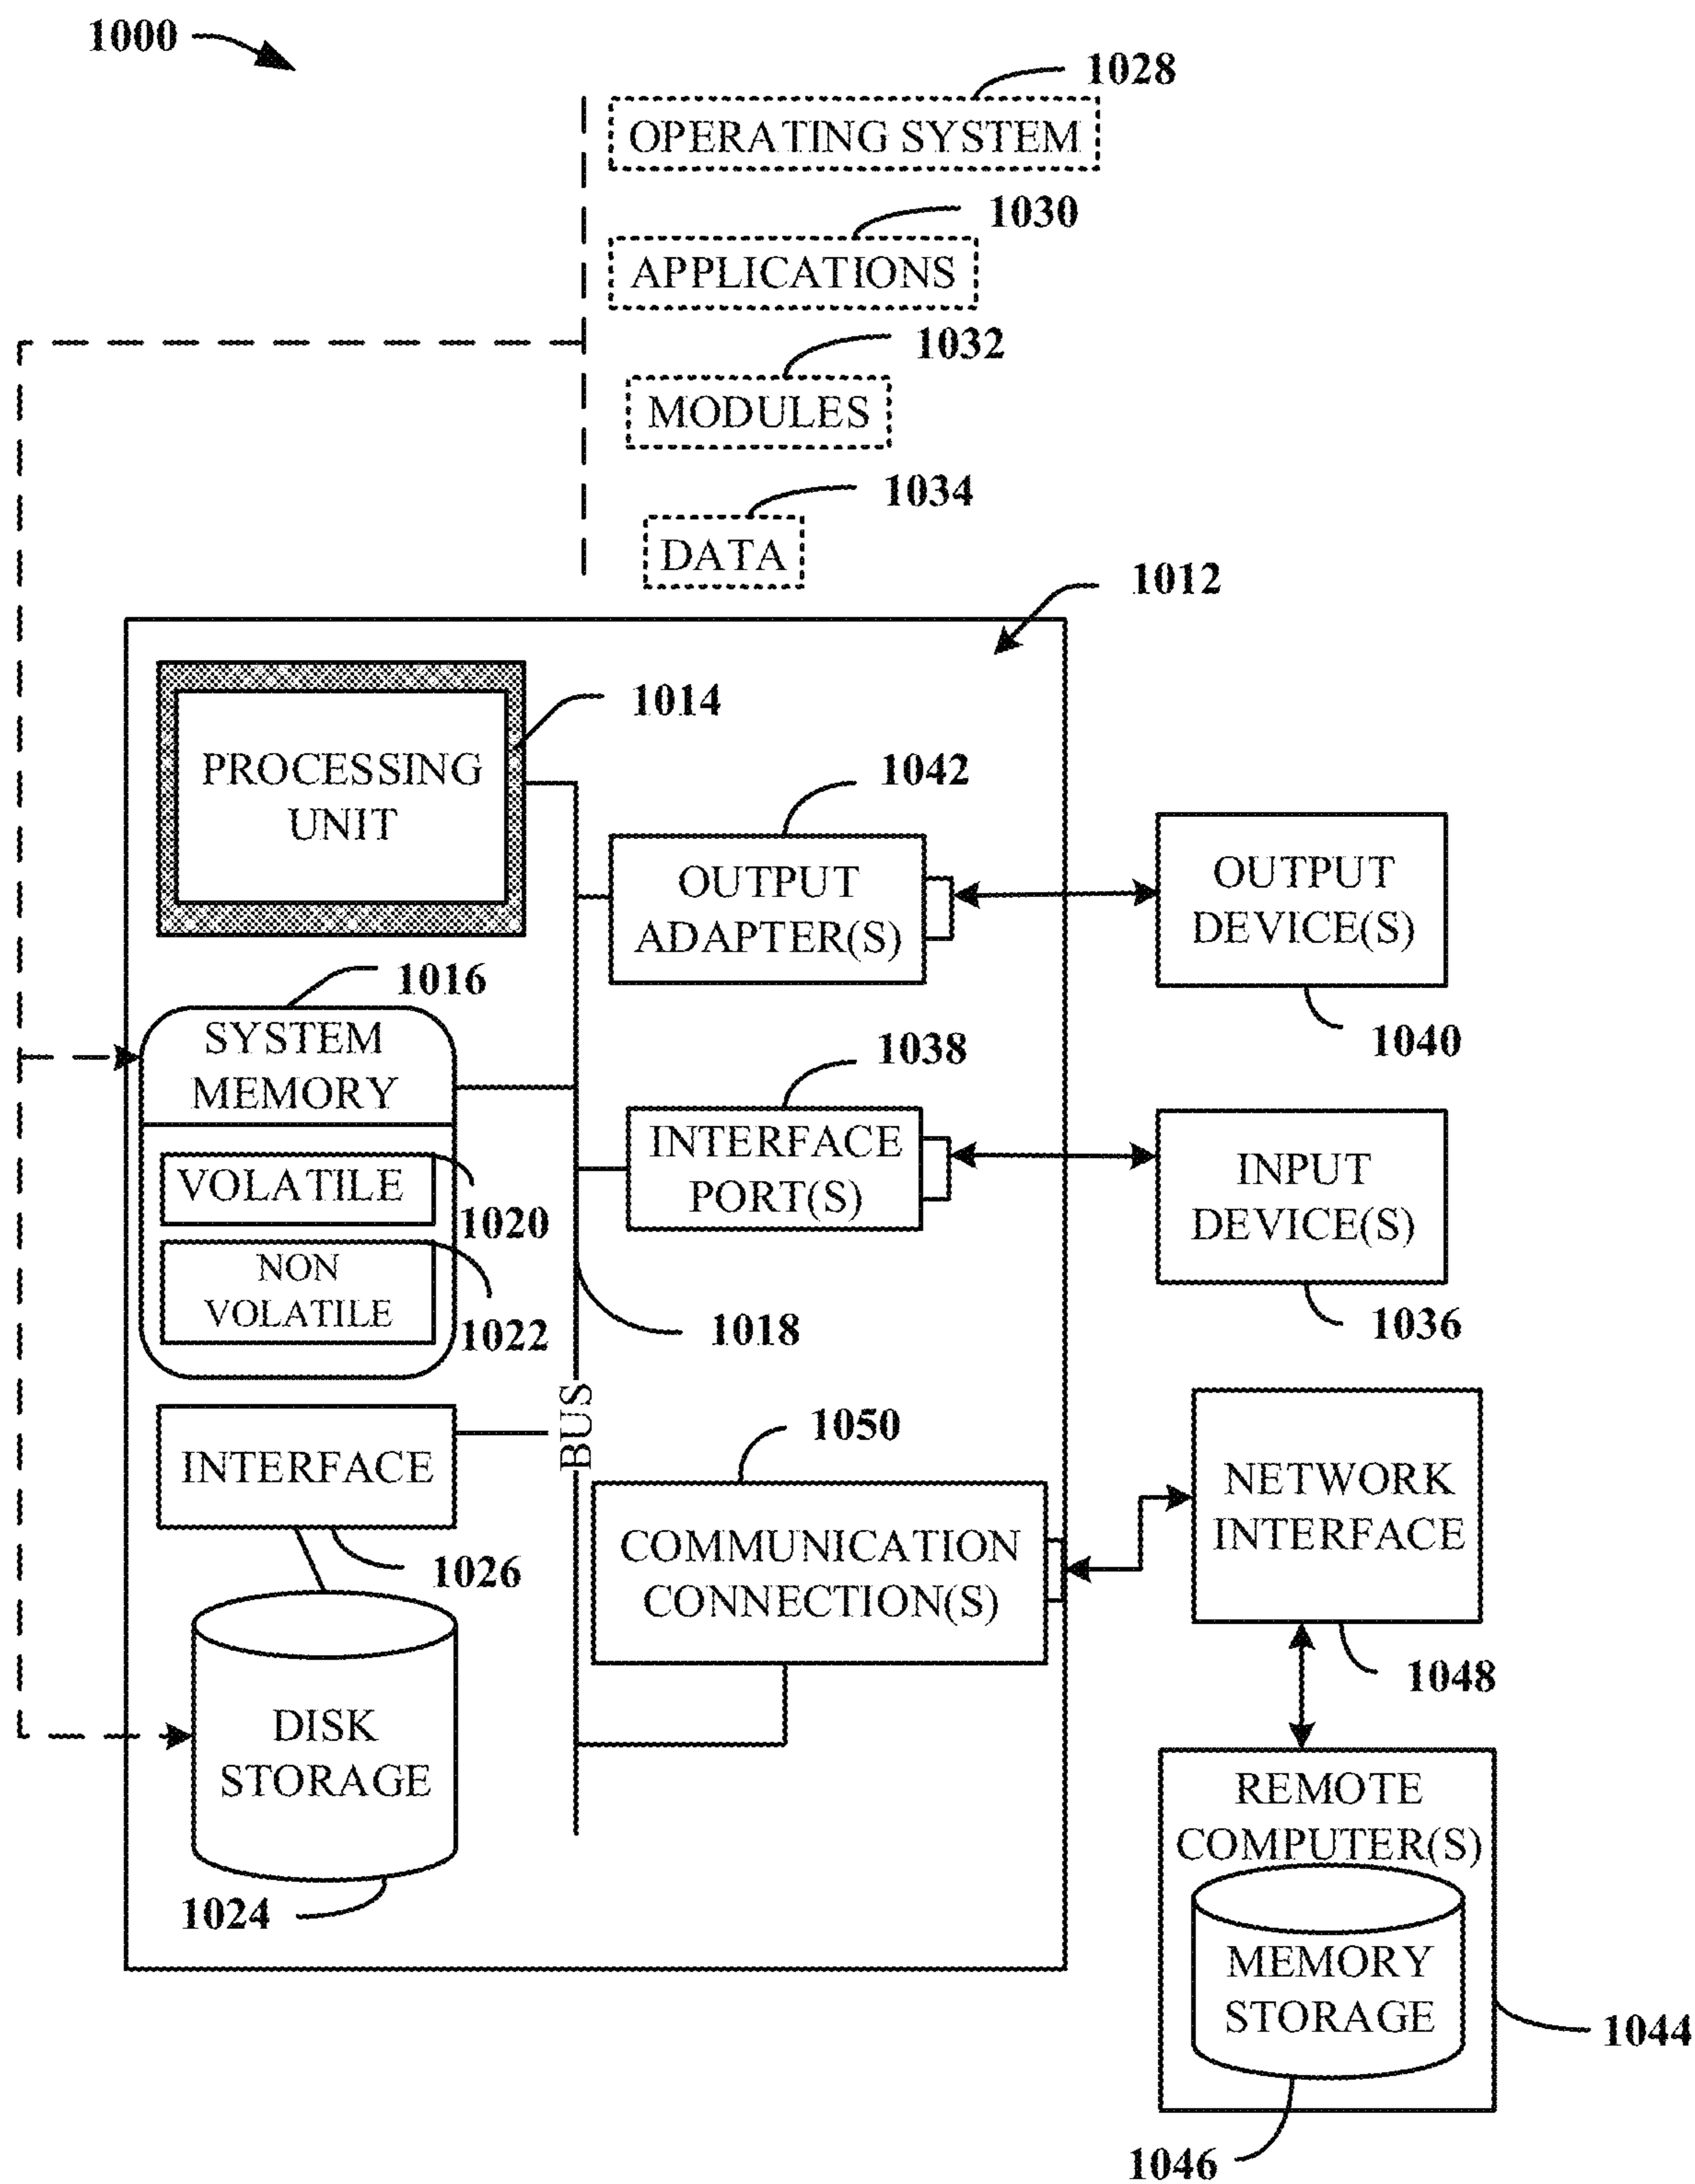 1000
1028
OPERATING SYSTEM
1030
APPLICATIONS
1032
MODULES
1034
DATA
1012
1014
PROCESSING
UNIT
1042
OUTPUT
ADAPTER(S)
OUTPUT
DEVICE(S)
1040
1016
SYSTEM
MEMORY
1038
INTERFACE
PORT(S)
INPUT
DEVICE(S)
1036
VOLATILE
1020
NON
VOLATILE
1022
1018
BUS
INTERFACE
1026
1050
COMMUNICATION
CONNECTION(S)
NETWORK
INTERFACE
1048
DISK
STORAGE
1024
REMOTE
COMPUTER(S)
MEMORY
STORAGE
1044
1046